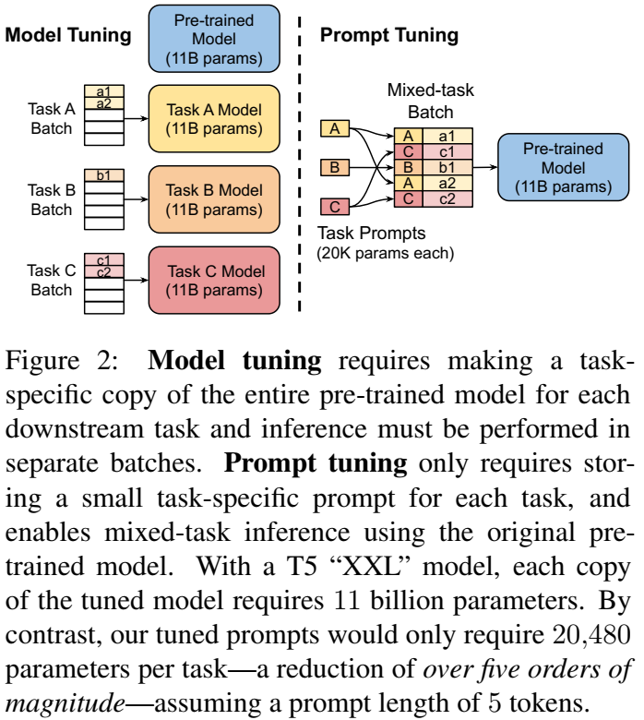 Model Tuning
Pre-trained
Model
(11B params)
Task A
Batch
a1
a2
Task A Model
(11B params)
Task B
Batch
b1
Task B Model
(11B params)
Task C
Batch
c1
c2
Task C Model
(11B params)
Prompt Tuning
Mixed-task
Batch
A
B
C
A a1
C c1
B b1
A a2
C c2
Task Prompts
(20K params each)
Pre-trained
Model
(11B params)
Figure 2: Model tuning requires making a task-
specific copy of the entire pre-trained model for each
downstream task and inference must be performed in
separate batches. Prompt tuning only requires stor-
ing a small task-specific prompt for each task, and
enables mixed-task inference using the original pre-
trained model. With a T5 “XXL” model, each copy
of the tuned model requires 11 billion parameters. By
contrast, our tuned prompts would only require 20,480
parameters per task—a reduction of over five orders of
magnitude—assuming a prompt length of 5 tokens.